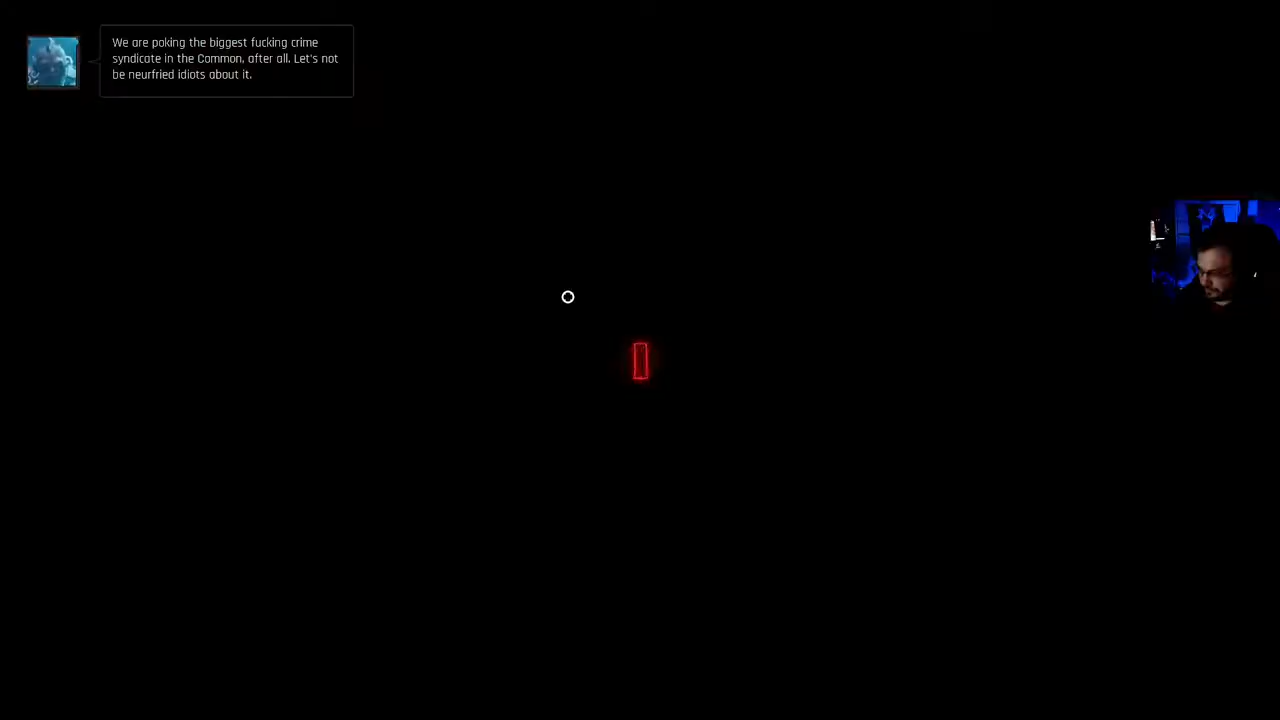 We are poking the biggest fucking crime
syndicate in the Common, after all. Let's not
be neurfried idiots about it.